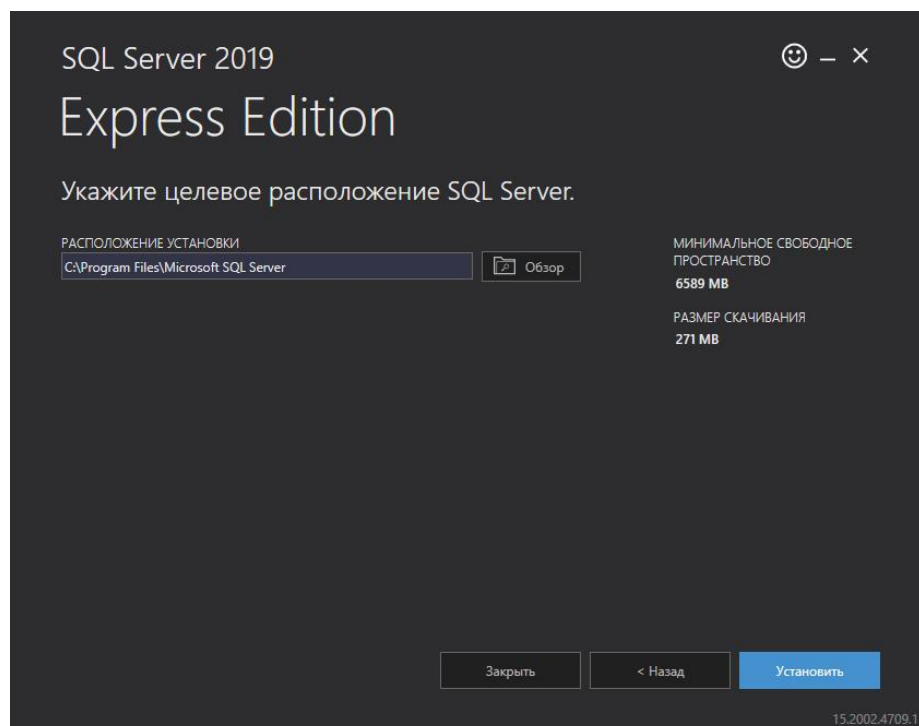 SQL Server 2019
Express Edition
Укажите целевое расположение SQL Server.
РАСПОЛОЖЕНИЕ УСТАНОВКИ
C:\Program Files\Microsoft SQL Server
Обзор
МИНИМАЛЬНОЕ СВОБОДНОЕ
ПРОСТРАНСТВО
6589 MB
РАЗМЕР СКАЧИВАНИЯ
271 MB
Закрыть
< Назад
Установить
15.2002.4709.1